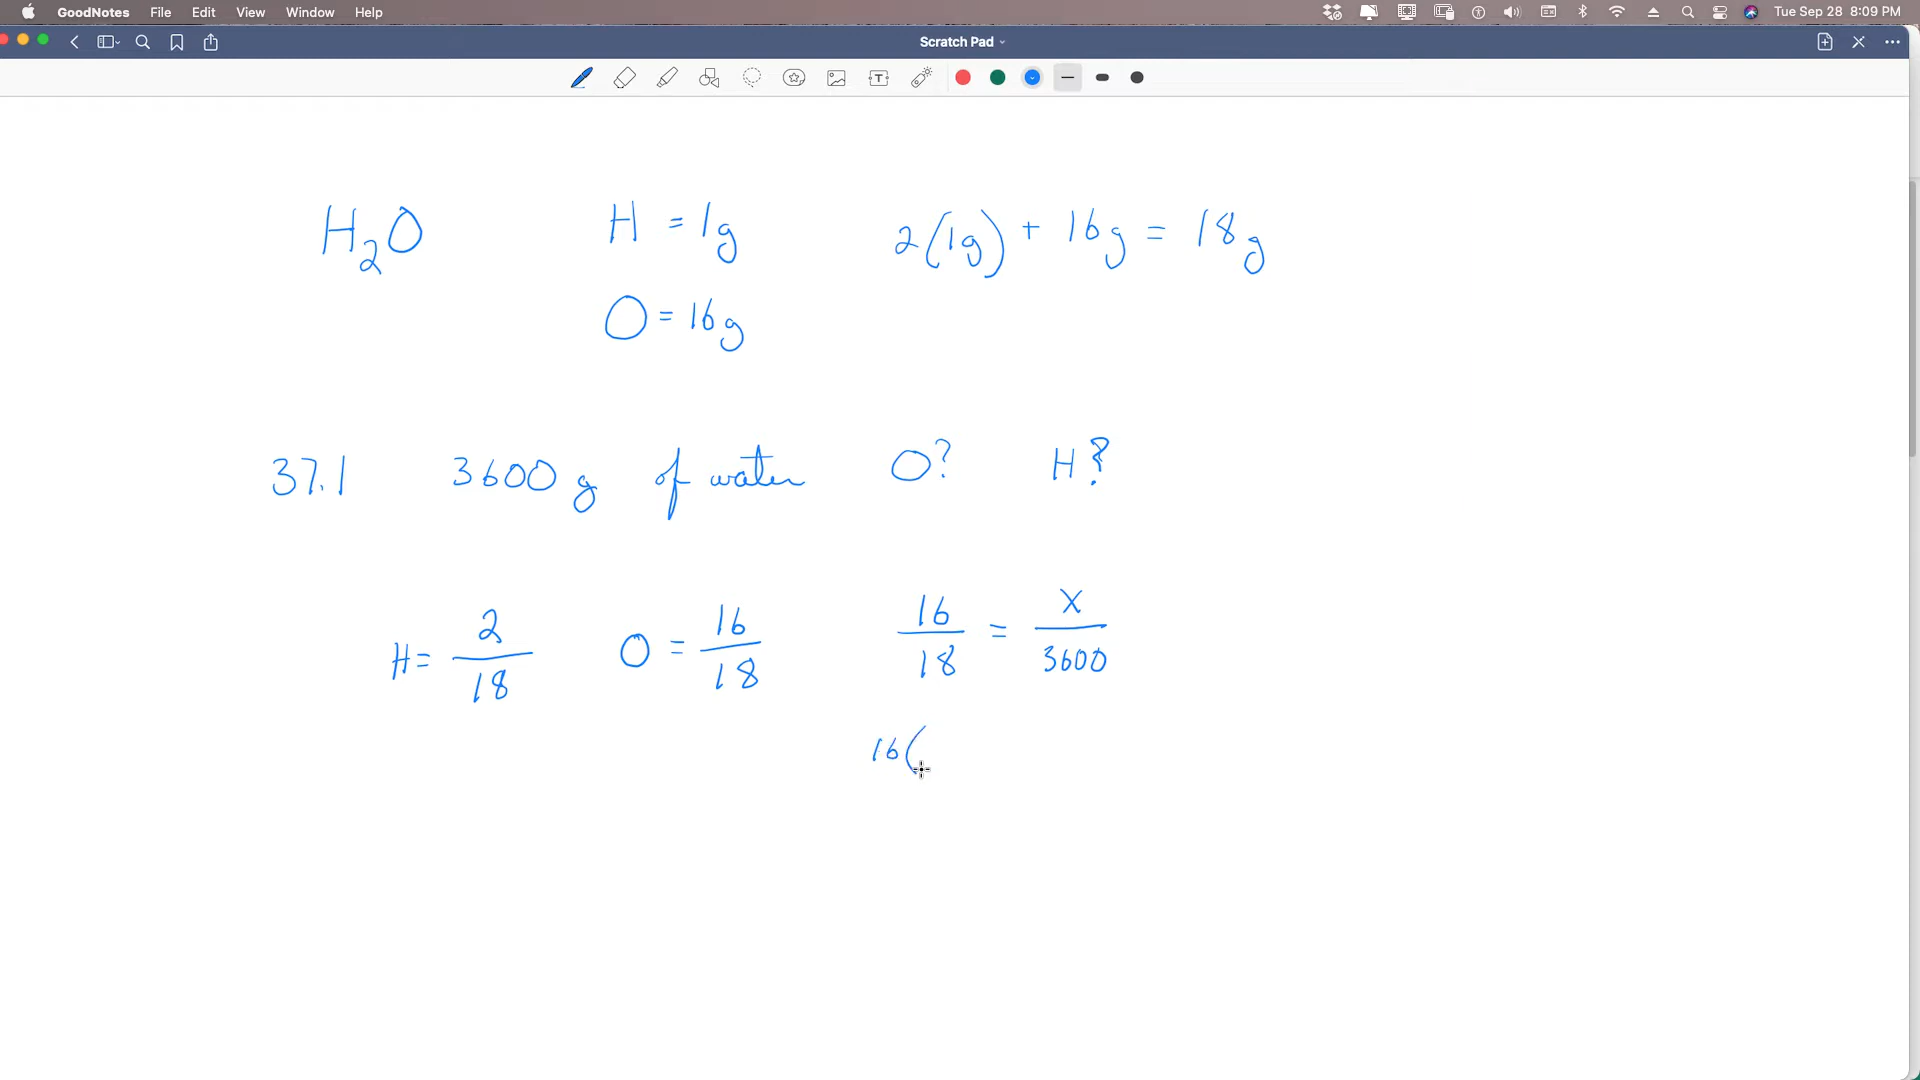 GoodNotes File Edit View Window Help Tue Sep 28 8:09 PM
Scratch Pad
T
H₂O H = 1g 2(1g) + 16g = 18g
O = 16g
37.1 3600 g of water O? H?
H = 2/18 O = 16/18 16/18 = x/3600
16(